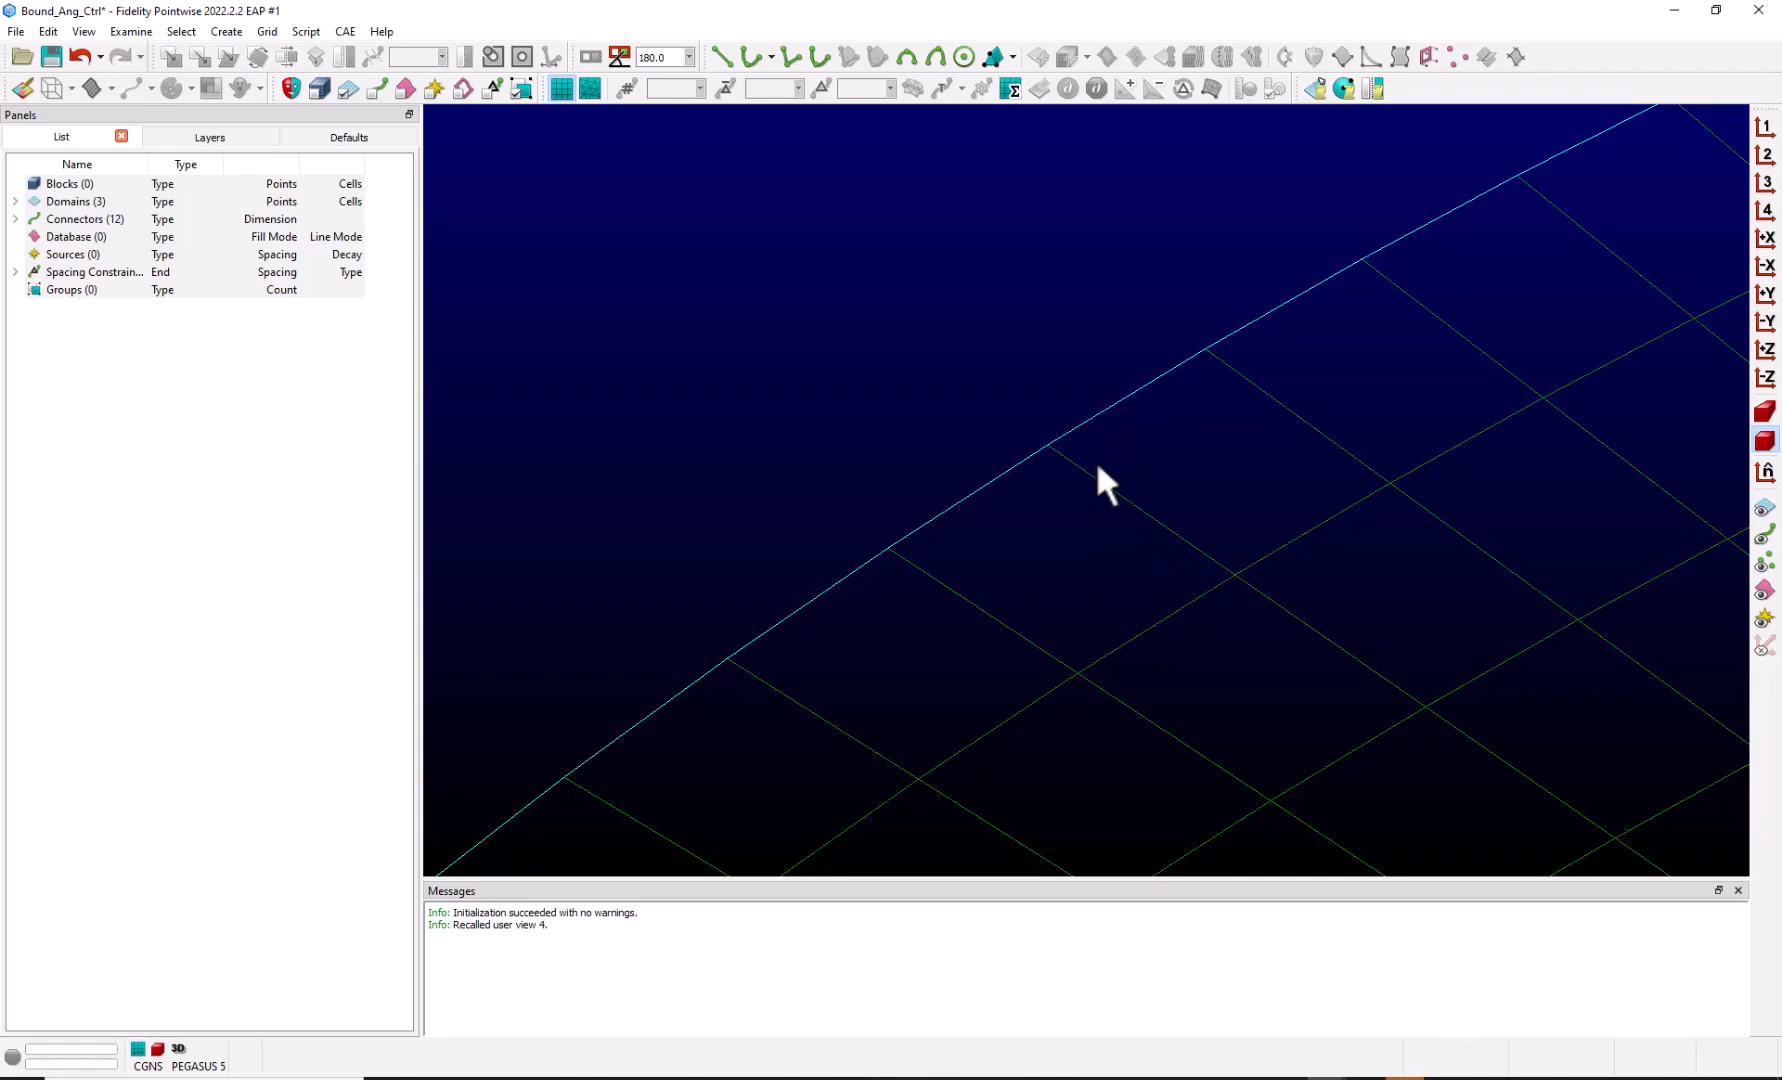 Bound_Ang_Ctrl* - Fidelity Pointwise 2022.2.2 EAP #1
File Edit View Examine Select Create Grid Script CAE Help
180.0
Panels
List Layers Defaults
Name Type
Blocks (0) Type Points Cells
Domains (3) Type Points Cells
Connectors (12) Type Dimension
Database (0) Type Fill Mode Line Mode
Sources (0) Type Spacing Decay
Spacing Constrain... End Spacing Type
Groups (0) Type Count
1
2
3
4
+X
-X
+Y
-Y
+Z
-Z
n̂
Messages
Info: Initialization succeeded with no warnings.
Info: Recalled user view 4.
3D
CGNS PEGASUS 5